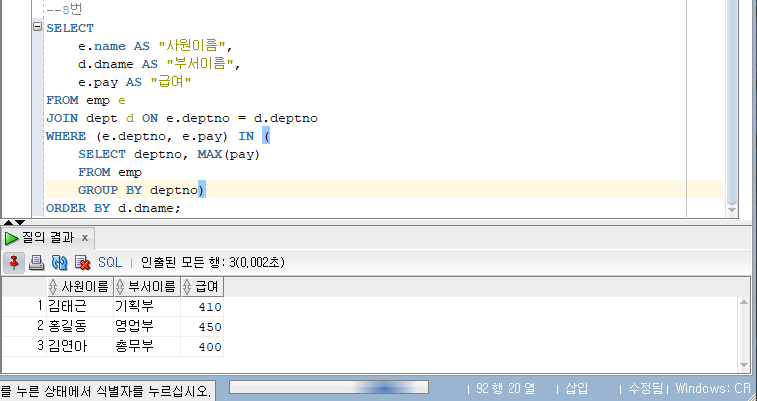 --8번
SELECT
e.name AS "사원이름",
d.dname AS "부서이름",
e.pay AS "급여"
FROM emp e
JOIN dept d ON e.deptno = d.deptno
WHERE (e.deptno, e.pay) IN (
SELECT deptno, MAX(pay)
FROM emp
GROUP BY deptno)
ORDER BY d.dname;
질의 결과 x
SQL | 인출된 모든 행: 3(0,002초)
사원이름 부서이름 급여
1 김태근 기획부 410
2 홍길동 영업부 450
3 김연아 총무부 400
를 누른 상태에서 식별자를 누르십시오. | 92 행 20 열 | 삽입 | 수정됨 | Windows: CR